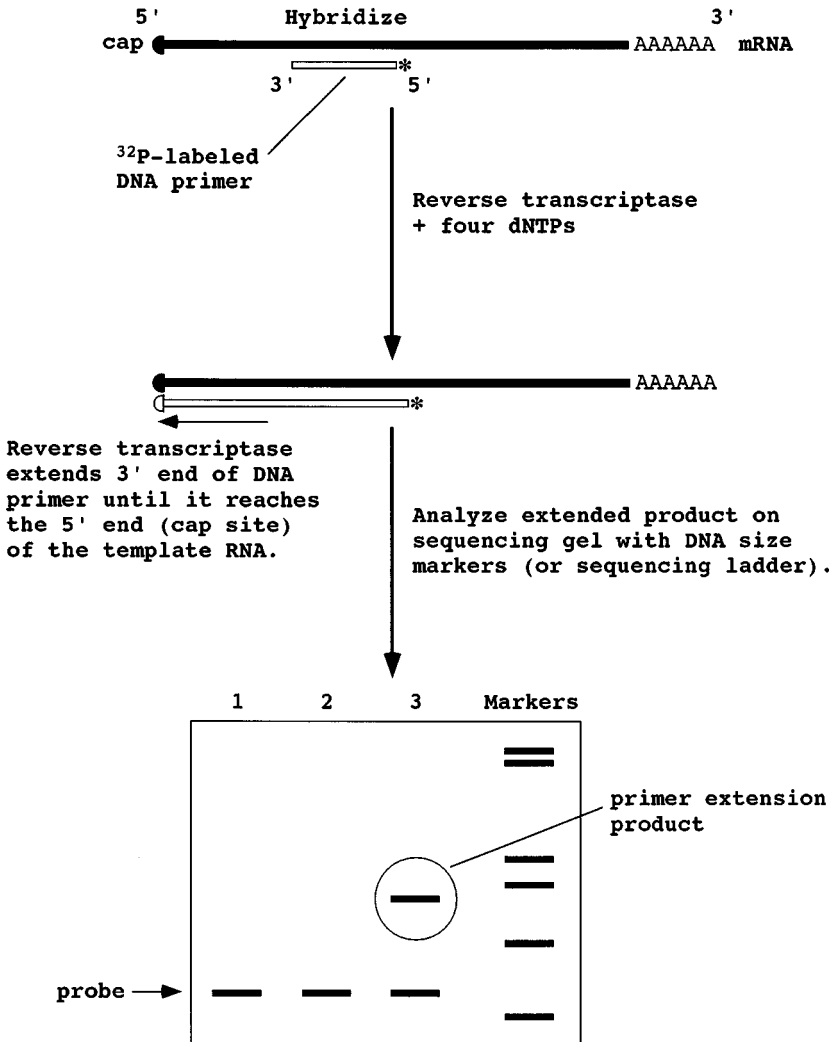 5' Hybridize 3'
cap AAAAAA mRNA
3' 5'
³²P-labeled
DNA primer
Reverse transcriptase
+ four dNTPs
AAAAAA
Reverse transcriptase
extends 3' end of DNA
primer until it reaches
the 5' end (cap site)
of the template RNA.
Analyze extended product on
sequencing gel with DNA size
markers (or sequencing ladder).
1 2 3 Markers
primer extension
product
probe